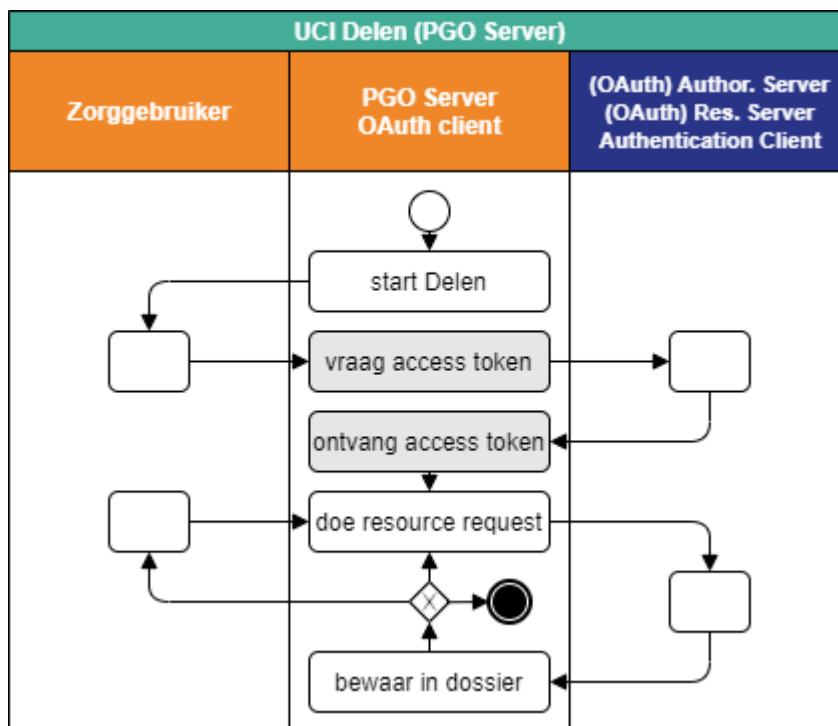 UCI Delen (PGO Server)
Zorggebruiker
PGO Server
OAuth client
(OAuth) Author. Server
(OAuth) Res. Server
Authentication Client
start Delen
vraag access token
ontvang access token
doe resource request
X
bewaar in dossier